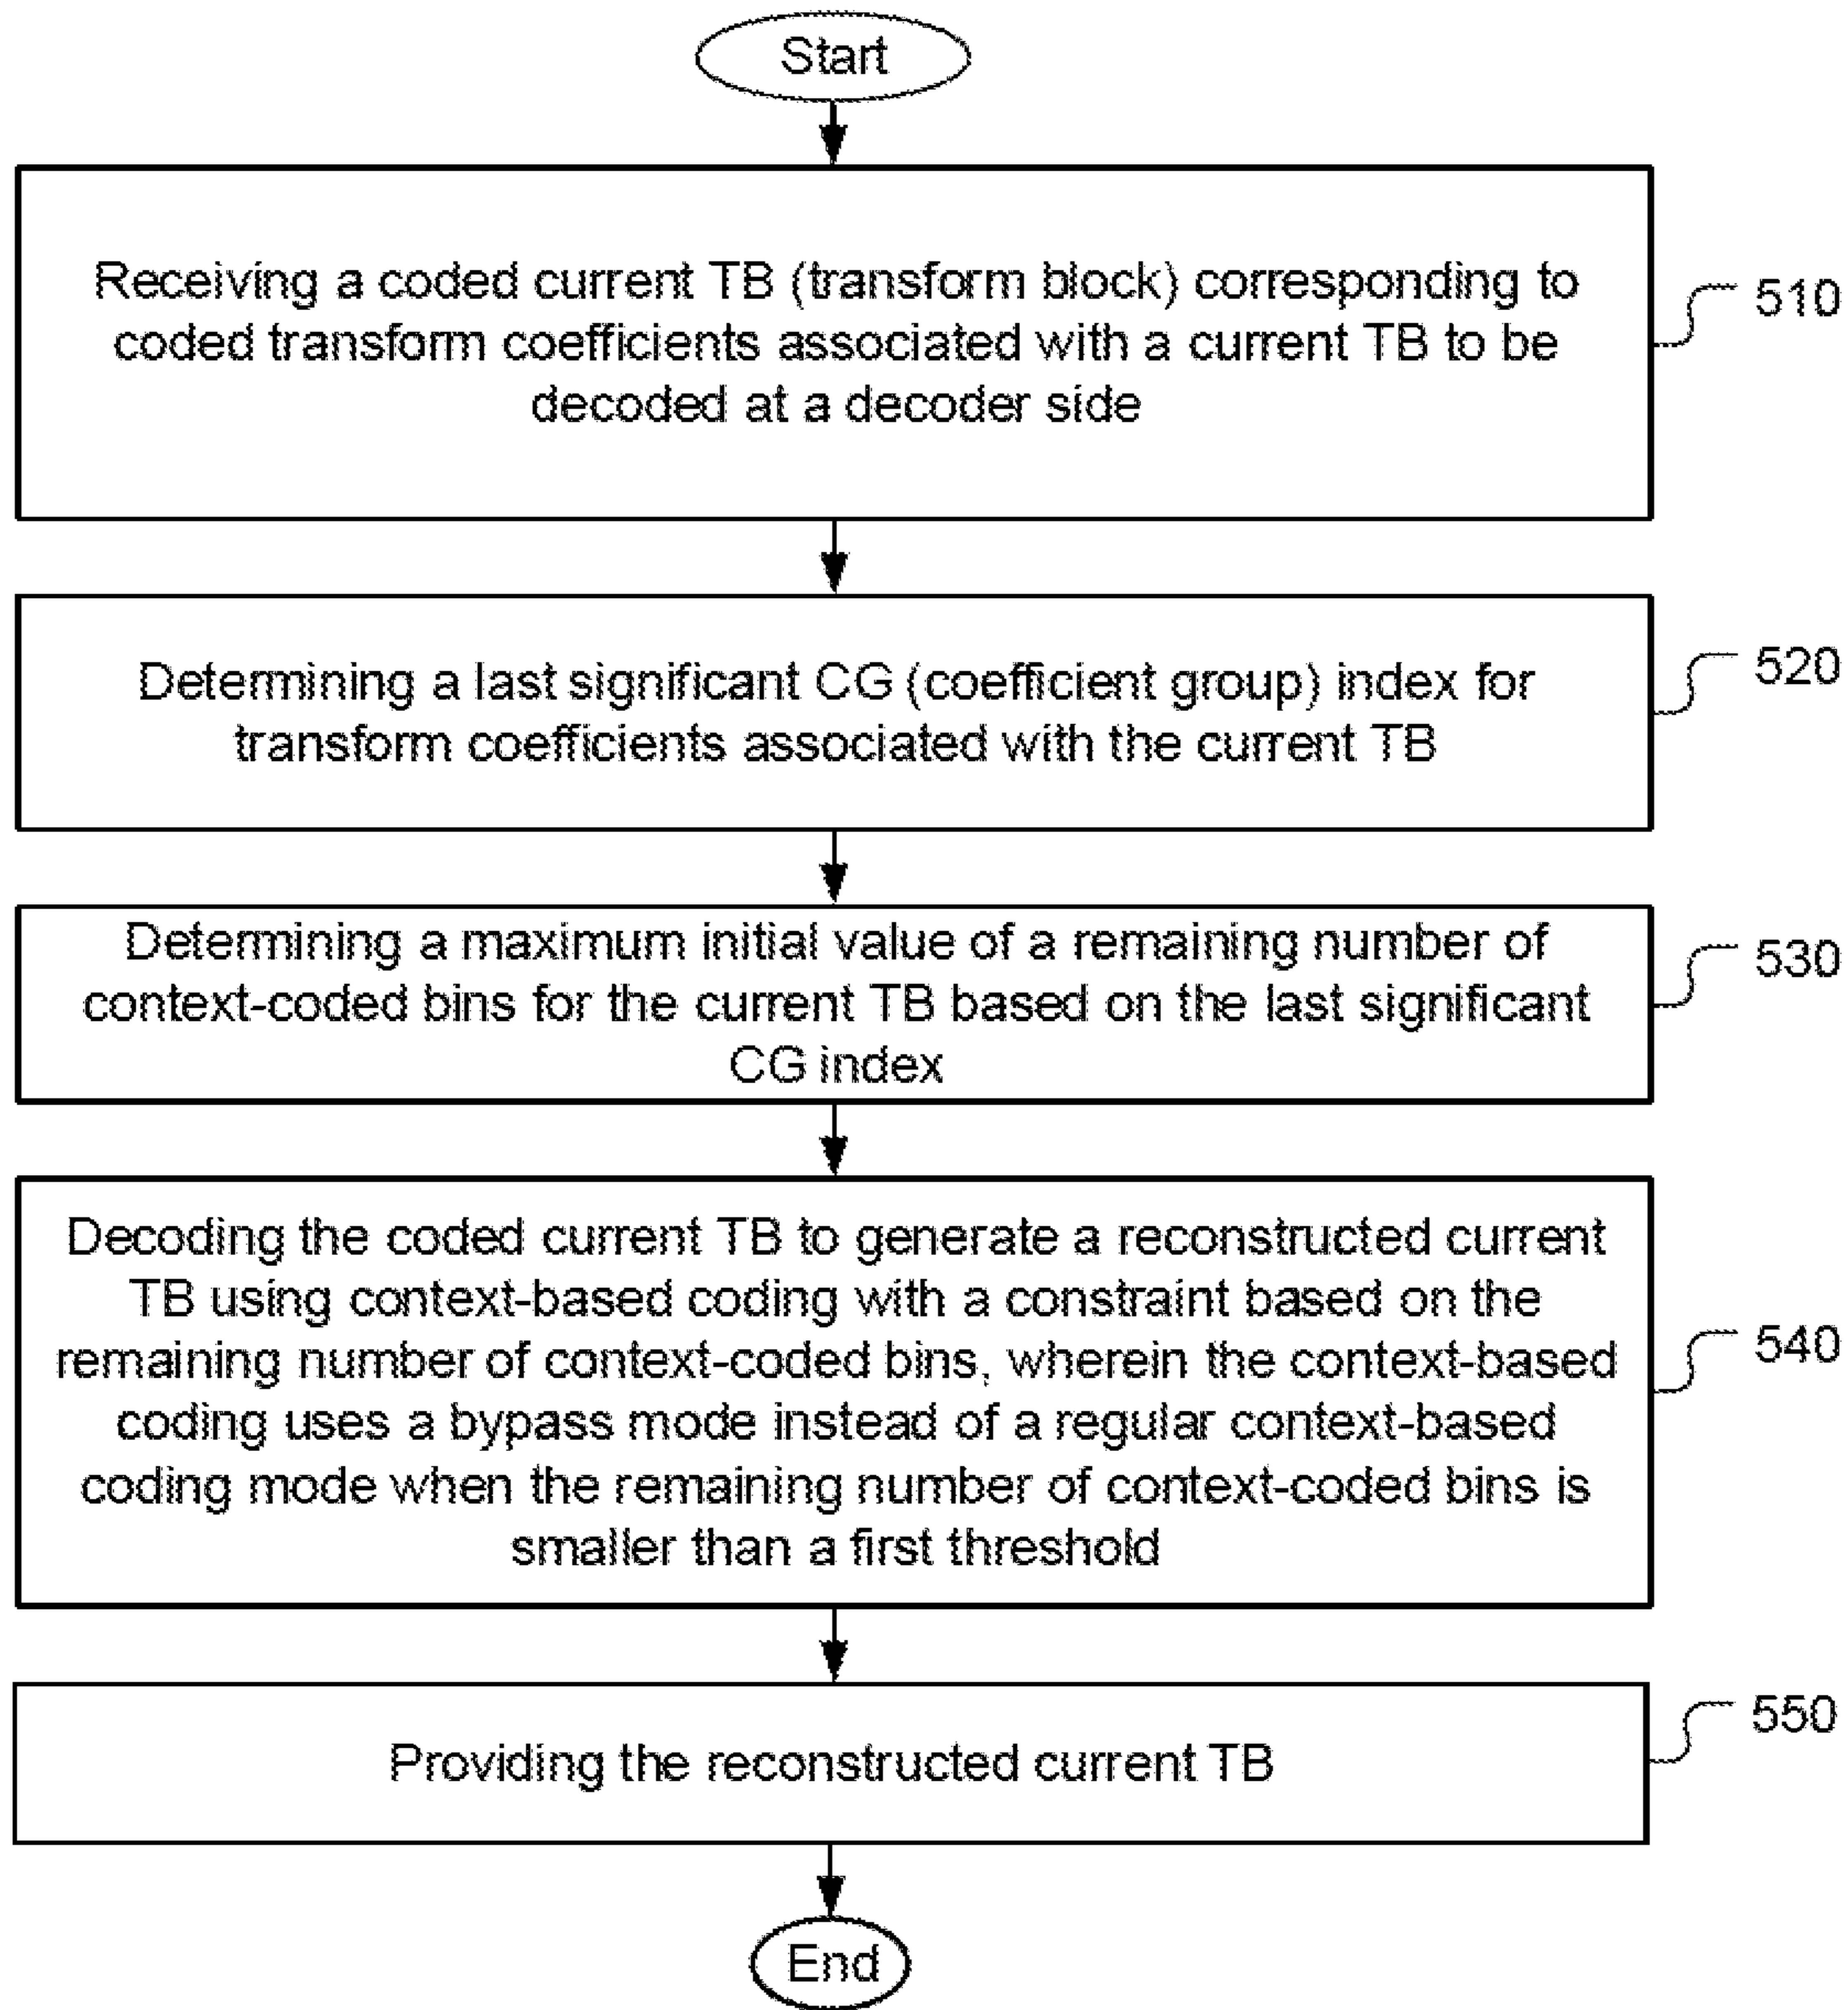 Start
Receiving a coded current TB (transform block) corresponding to
coded transform coefficients associated with a current TB to be
decoded at a decoder side
510
Determining a last significant CG (coefficient group) index for
transform coefficients associated with the current TB
520
Determining a maximum initial value of a remaining number of
context-coded bins for the current TB based on the last significant
CG index
530
Decoding the coded current TB to generate a reconstructed current
TB using context-based coding with a constraint based on the
remaining number of context-coded bins, wherein the context-based
coding uses a bypass mode instead of a regular context-based
coding mode when the remaining number of context-coded bins is
smaller than a first threshold
540
Providing the reconstructed current TB
550
End